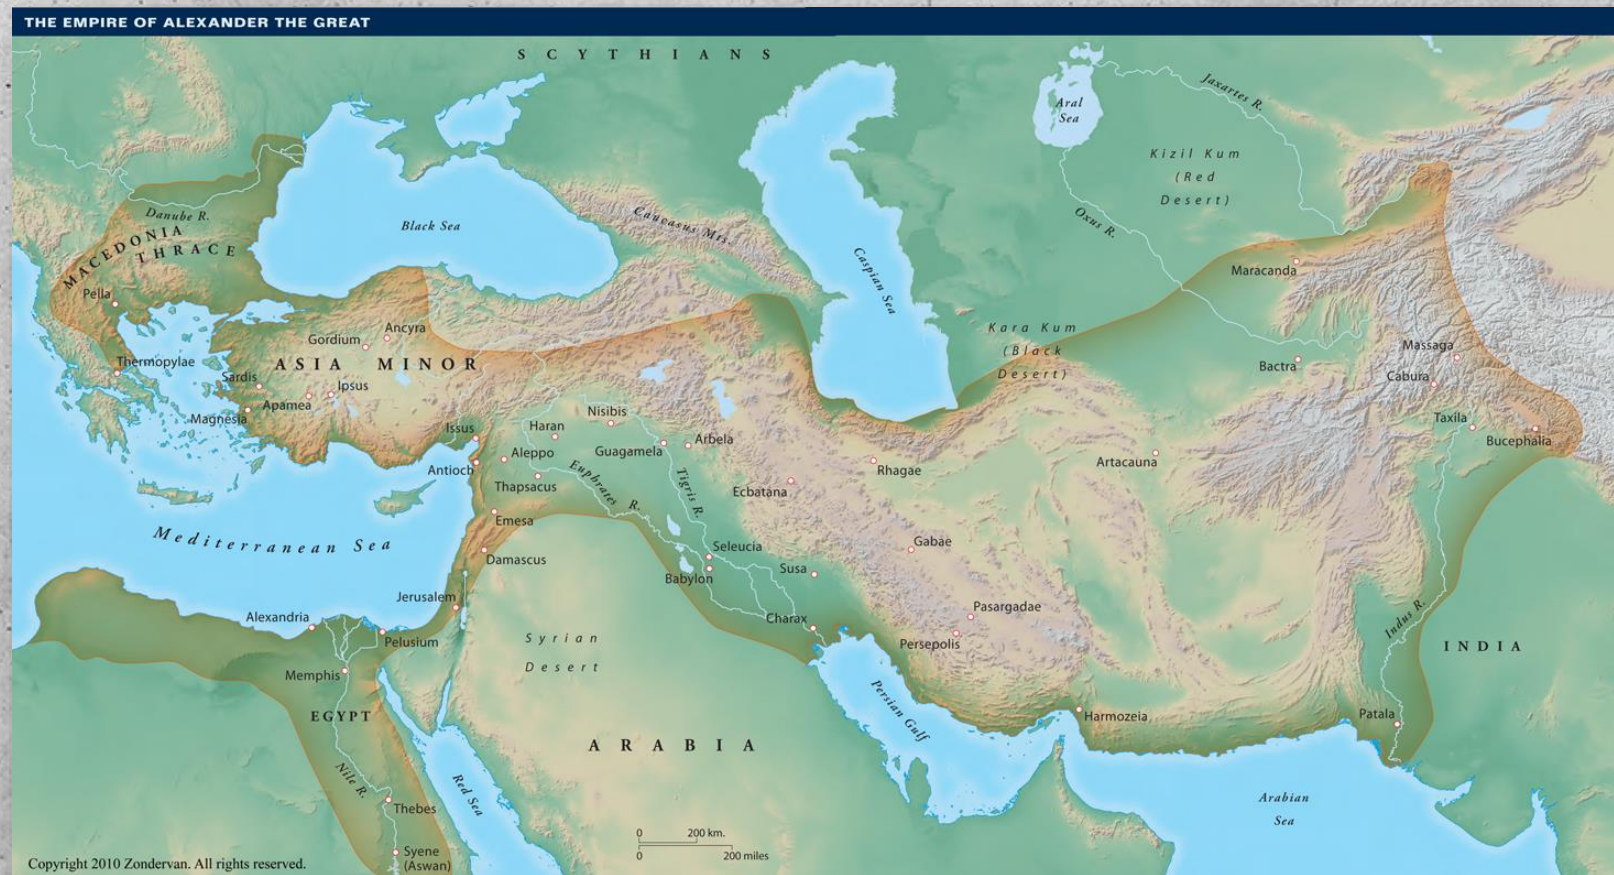 THE EMPIRE OF ALEXANDER THE GREAT
SCYTHIANS
Aral
Sea
Jaxartes R.
Kizil Kum
(Red
Desert)
Oxus R.
Danube R.
MACEDONIA
THRACE
Black Sea
Caucasus Mts.
Caspian Sea
Maracanda
Pella
Kara Kum
(Black
Desert)
Ancyra
Gordium
ASIA MINOR
Thermopylae
Sardis
Ipsus
Apamea
Magnesia
Massaga
Bactra
Cabura
Taxila
Bucephalia
Issus
Haran
Nisibis
Arbela
Guagamela
Aleppo
Antioch
Thapsacus
Euphrates R.
Tigris R.
Ecbatana
Rhagae
Artacauna
Emesa
Mediterranean Sea
Damascus
Seleucia
Babylon
Susa
Gabae
Jerusalem
Alexandria
Pelusium
Charax
Pasargadae
Persepolis
Syrian
Desert
Indus R.
INDIA
Memphis
EGYPT
Persian Gulf
Harmozeia
Patala
ARABIA
Nile R.
Red Sea
Thebes
Arabian
Sea
0 200 km.
0 200 miles
Syene
(Aswan)
Copyright 2010 Zondervan. All rights reserved.